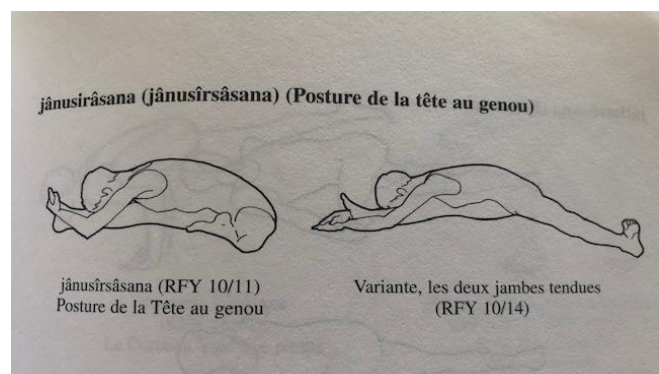 jânusirâsana (jânusîrsâsana) (Posture de la tête au genou)
jânusîrsâsana (RFY 10/11)
Posture de la Tête au genou
Variante, les deux jambes tendues
(RFY 10/14)